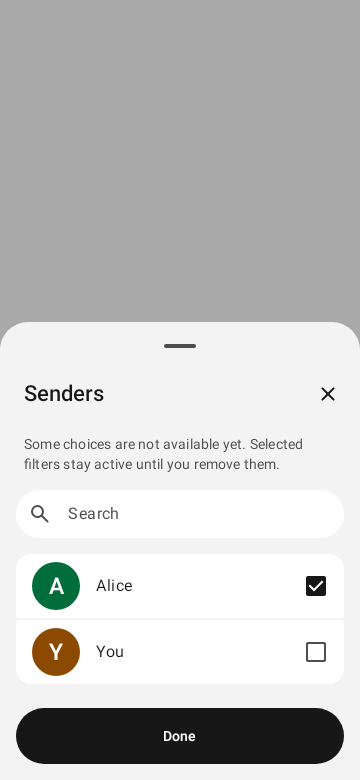 Senders
Some choices are not available yet. Selected
filters stay active until you remove them.
Search
A
Alice
Y
You
Done